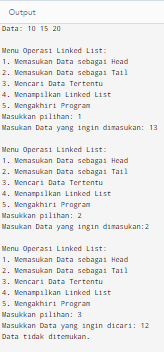 Output
Data: 10 15 20
Menu Operasi Linked List:
1. Memasukan Data sebagai Head
2. Memasukan Data sebagai Tail
3. Mencari Data Tertentu
4. Menampilkan Linked List
5. Mengakhiri Program
Masukkan pilihan: 1
Masukan Data yang ingin dimasukan: 13
Menu Operasi Linked List:
1. Memasukan Data sebagai Head
2. Memasukan Data sebagai Tail
3. Mencari Data Tertentu
4. Menampilkan Linked List
5. Mengakhiri Program
Masukkan pilihan: 2
Masukan Data yang ingin dimasukan:2
Menu Operasi Linked List:
1. Memasukan Data sebagai Head
2. Memasukan Data sebagai Tail
3. Mencari Data Tertentu
4. Menampilkan Linked List
5. Mengakhiri Program
Masukkan pilihan: 3
Masukkan Data yang ingin dicari: 12
Data tidak ditemukan.